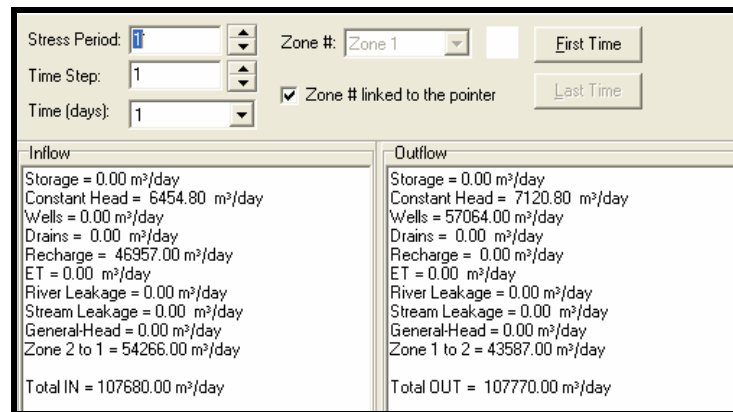 Stress Period: 1 Zone #: Zone 1 First Time
Time Step: 1
Zone # linked to the pointer Last Time
Time (days): 1
Inflow
Storage = 0.00 m³/day
Constant Head = 6454.80 m³/day
Wells = 0.00 m³/day
Drains = 0.00 m³/day
Recharge = 46957.00 m³/day
ET = 0.00 m³/day
River Leakage = 0.00 m³/day
Stream Leakage = 0.00 m³/day
General-Head = 0.00 m³/day
Zone 2 to 1 = 54266.00 m³/day
Total IN = 107680.00 m³/day
Outflow
Storage = 0.00 m³/day
Constant Head = 7120.80 m³/day
Wells = 57064.00 m³/day
Drains = 0.00 m³/day
Recharge = 0.00 m³/day
ET = 0.00 m³/day
River Leakage = 0.00 m³/day
Stream Leakage = 0.00 m³/day
General-Head = 0.00 m³/day
Zone 1 to 2 = 43587.00 m³/day
Total OUT = 107770.00 m³/day